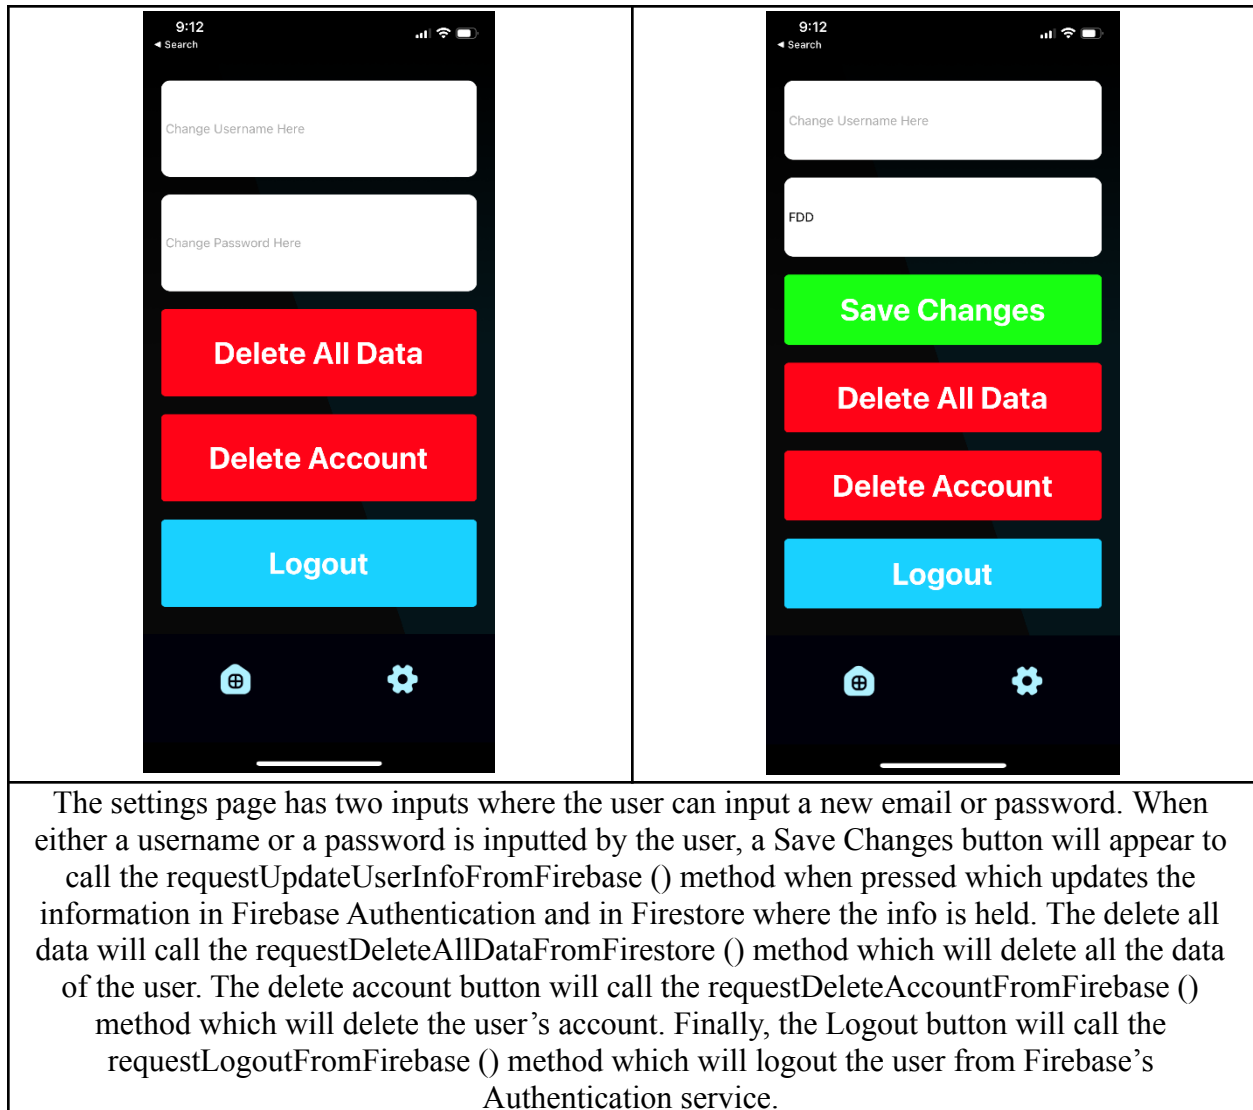 9:12
◄ Search
Change Username Here
Change Password Here
Delete All Data
Delete Account
Logout
9:12
◄ Search
Change Username Here
FDD
Save Changes
Delete All Data
Delete Account
Logout
The settings page has two inputs where the user can input a new email or password. When
either a username or a password is inputted by the user, a Save Changes button will appear to
call the requestUpdateUserInfoFromFirebase () method when pressed which updates the
information in Firebase Authentication and in Firestore where the info is held. The delete all
data will call the requestDeleteAllDataFromFirestore () method which will delete all the data
of the user. The delete account button will call the requestDeleteAccountFromFirebase ()
method which will delete the user’s account. Finally, the Logout button will call the
requestLogoutFromFirebase () method which will logout the user from Firebase’s
Authentication service.